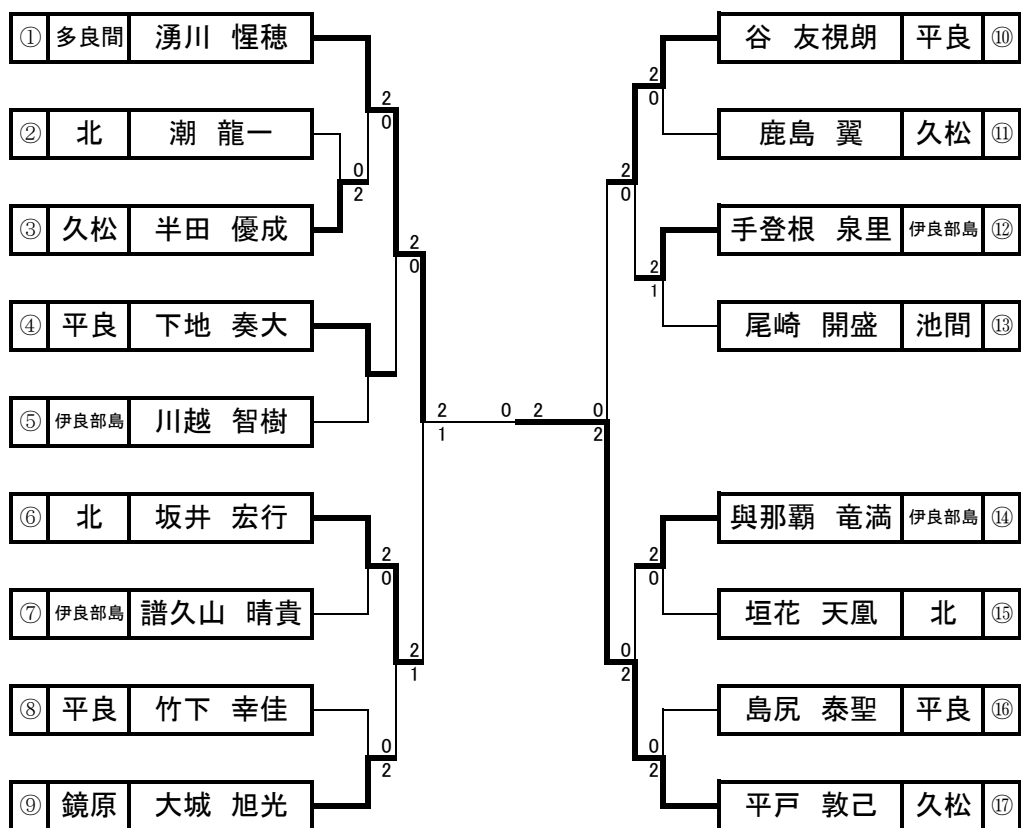 ① 多良間 湧川 惺穂
谷 友視朗 平良 ⑩
2
0
2
0
② 北 潮 龍一
鹿島 翼 久松 ⑪
0
2
2
0
③ 久松 半田 優成
手登根 泉里 伊良部島 ⑫
2
0
2
1
④ 平良 下地 奏大
尾崎 開盛 池間 ⑬
⑤ 伊良部島 川越 智樹
2 0 2 0
1 2
⑥ 北 坂井 宏行
與那覇 竜満 伊良部島 ⑭
2 2
0 0
⑦ 伊良部島 譜久山 晴貴
垣花 天凰 北 ⑮
2 0
1 2
⑧ 平良 竹下 幸佳
島尻 泰聖 平良 ⑯
0 0
2 2
⑨ 鏡原 大城 旭光
平戸 敦己 久松 ⑰